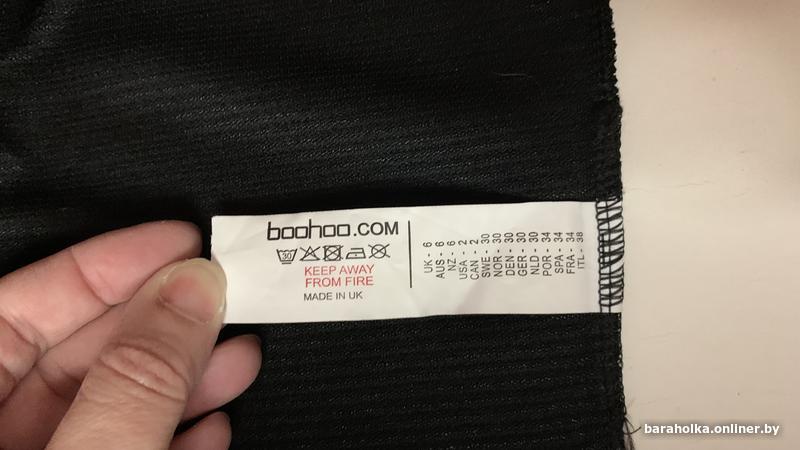 boohoo.COM
30
KEEP AWAY
FROM FIRE
MADE IN UK
UK - 6
AUS - 6
NZ - 6
USA - 2
CAN - 2
SWE - 30
NOR - 30
DEN - 30
GER - 30
NLD - 30
POR - 34
SPA - 34
FRA - 34
ITL - 38
baraholka.onliner.by